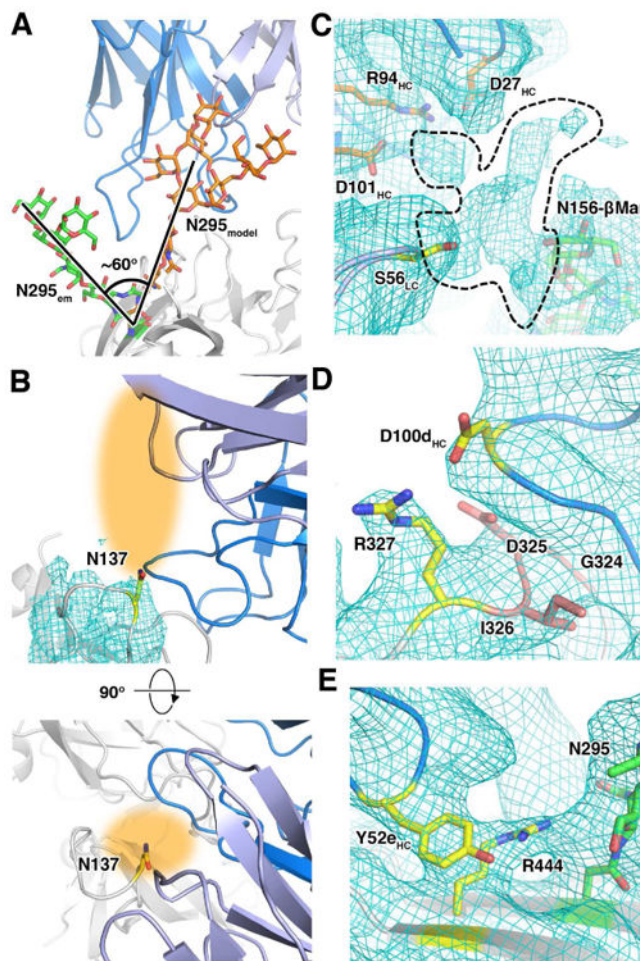 A
N295model
~60°
N295em
B
N137
90°
N137
C
R94HC
D27HC
D101HC
N156-βMan
S56LC
D
D100dHC
R327
D325
G324
I326
E
N295
Y52eHC
R444